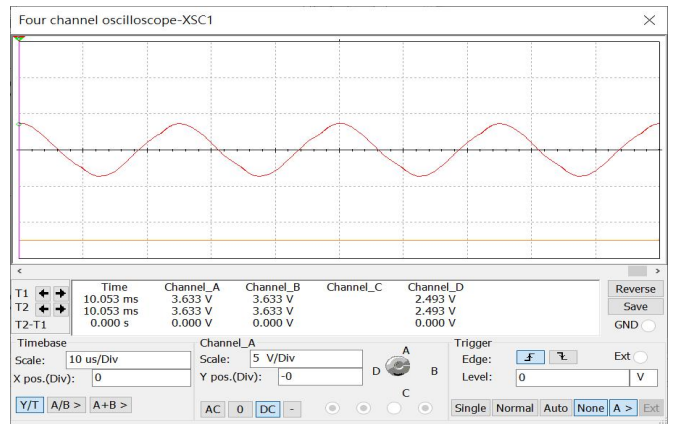 Four channel oscilloscope-XSC1
Time Channel_A Channel_B Channel_C Channel_D
T1 10.053 ms 3.633 V 3.633 V 2.493 V
T2 10.053 ms 3.633 V 3.633 V 2.493 V
T2-T1 0.000 s 0.000 V 0.000 V 0.000 V
Reverse
Save
GND
Timebase
Scale: 10 us/Div
X pos.(Div): 0
Y/T A/B > A+B >
Channel_A
Scale: 5 V/Div
Y pos.(Div): -0
AC 0 DC -
A
D B
C
Trigger
Edge: Ext
Level: 0 V
Single Normal Auto None A > Ext